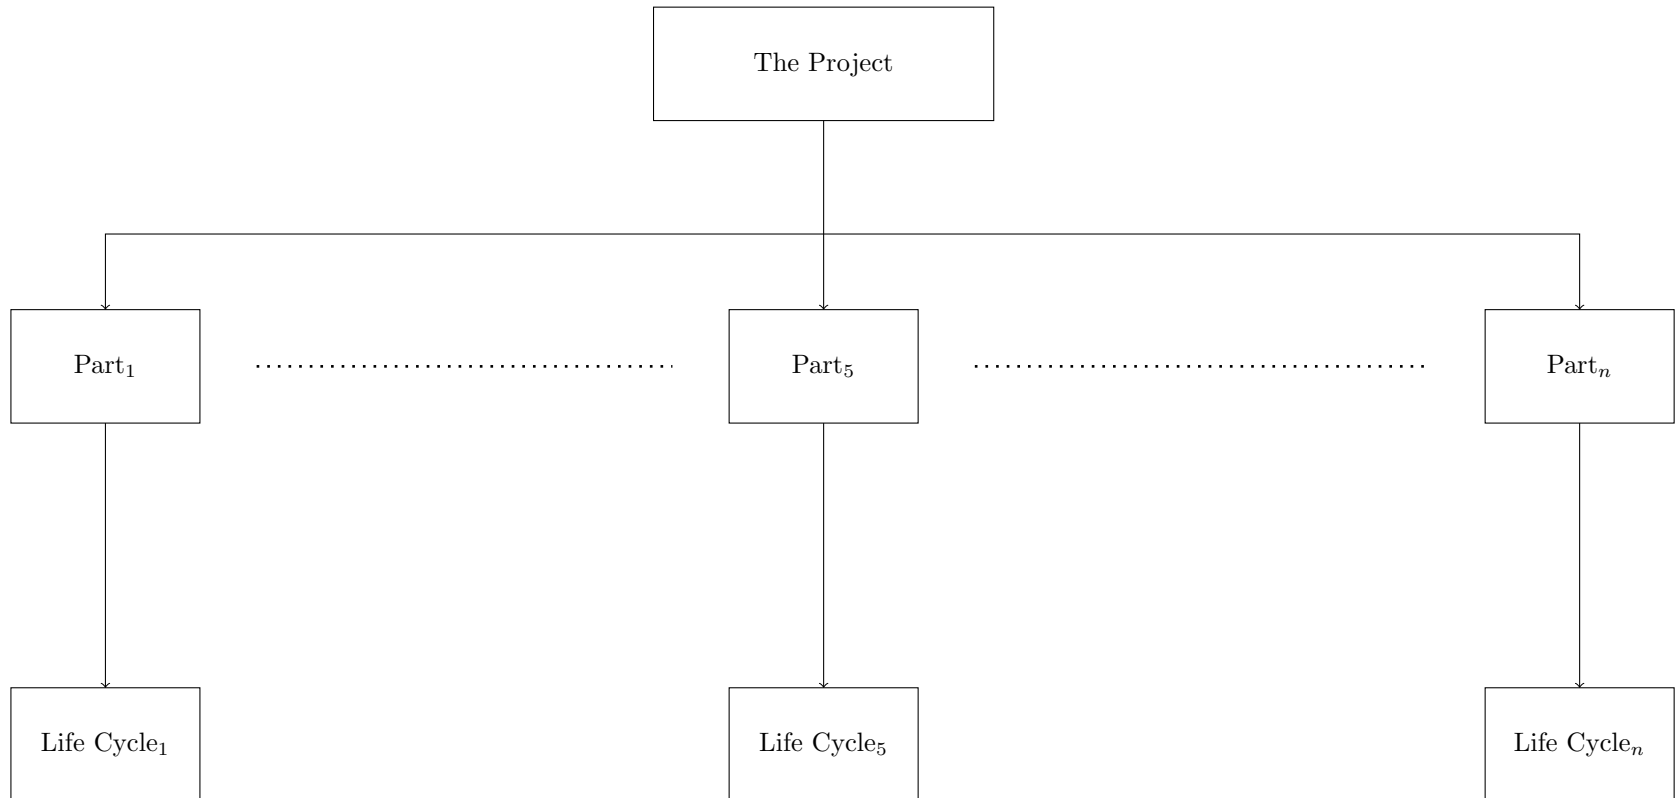 The Project
Part₁
Part₅
Partₙ
Life Cycle₁
Life Cycle₅
Life Cycleₙ